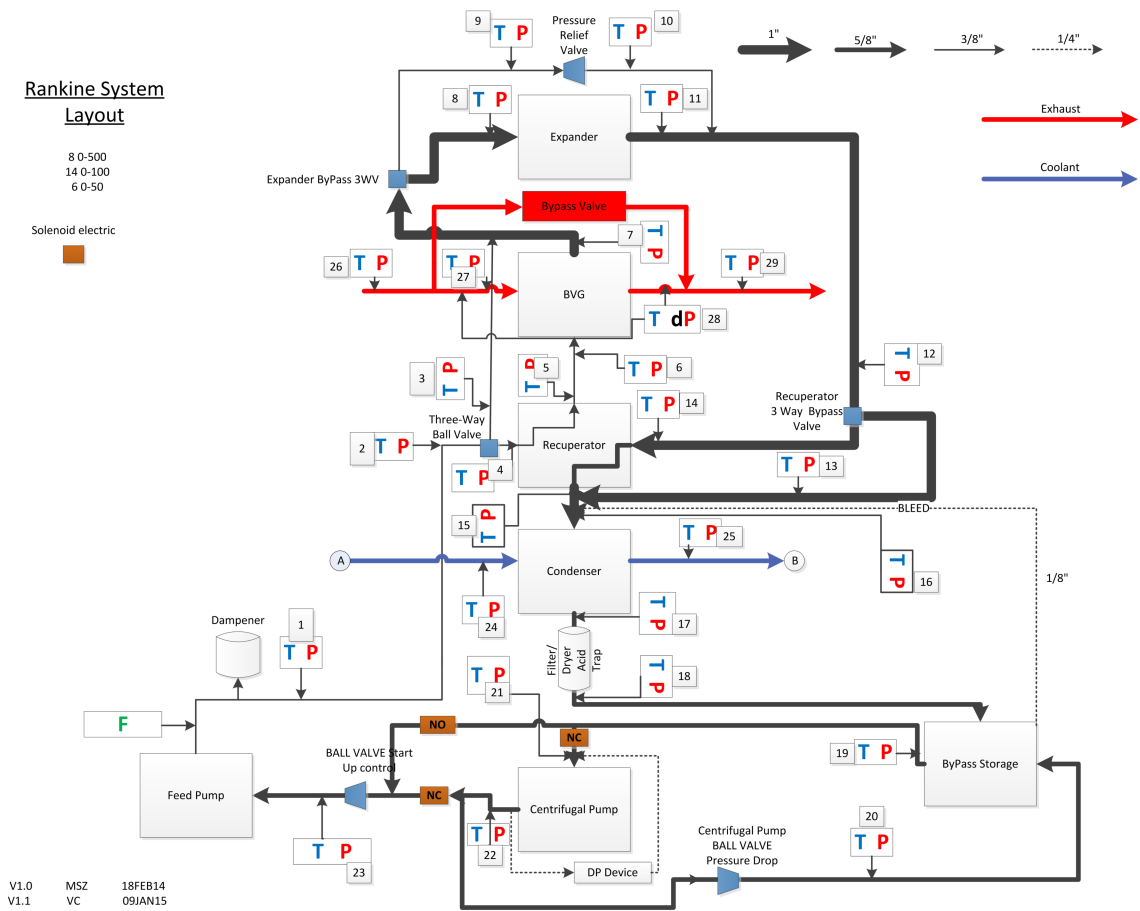 9
T P
Pressure
Relief
Valve
10
T P
1"
5/8"
3/8"
1/4"
Rankine System
Layout
8
T P
T P
11
Exhaust
Expander
8 0-500
14 0-100
6 0-50
Expander ByPass 3WV
Coolant
Bypass Valve
Solenoid electric
7
T P
26
T P
T P
27
T P
29
BVG
T dP
28
3
T P
5
T P
T P
6
12
T P
T P
14
Recuperator
3 Way Bypass
Valve
Three-Way
Ball Valve
2
T P
Recuperator
T P
4
T P
13
BLEED
15
T P
T P
25
A
B
Condenser
T P
16
1/8"
T P
24
T P
17
Dampener
1
T P
Filter/
Dryer
Acid
Trap
T P
21
T P
18
F
NO
NC
BALL VALVE Start
Up control
19
T P
ByPass Storage
Feed Pump
NC
Centrifugal Pump
20
T P
T P
22
Centrifugal Pump
BALL VALVE
Pressure Drop
T P
23
DP Device
V1.0 MSZ 18FEB14
V1.1 VC 09JAN15